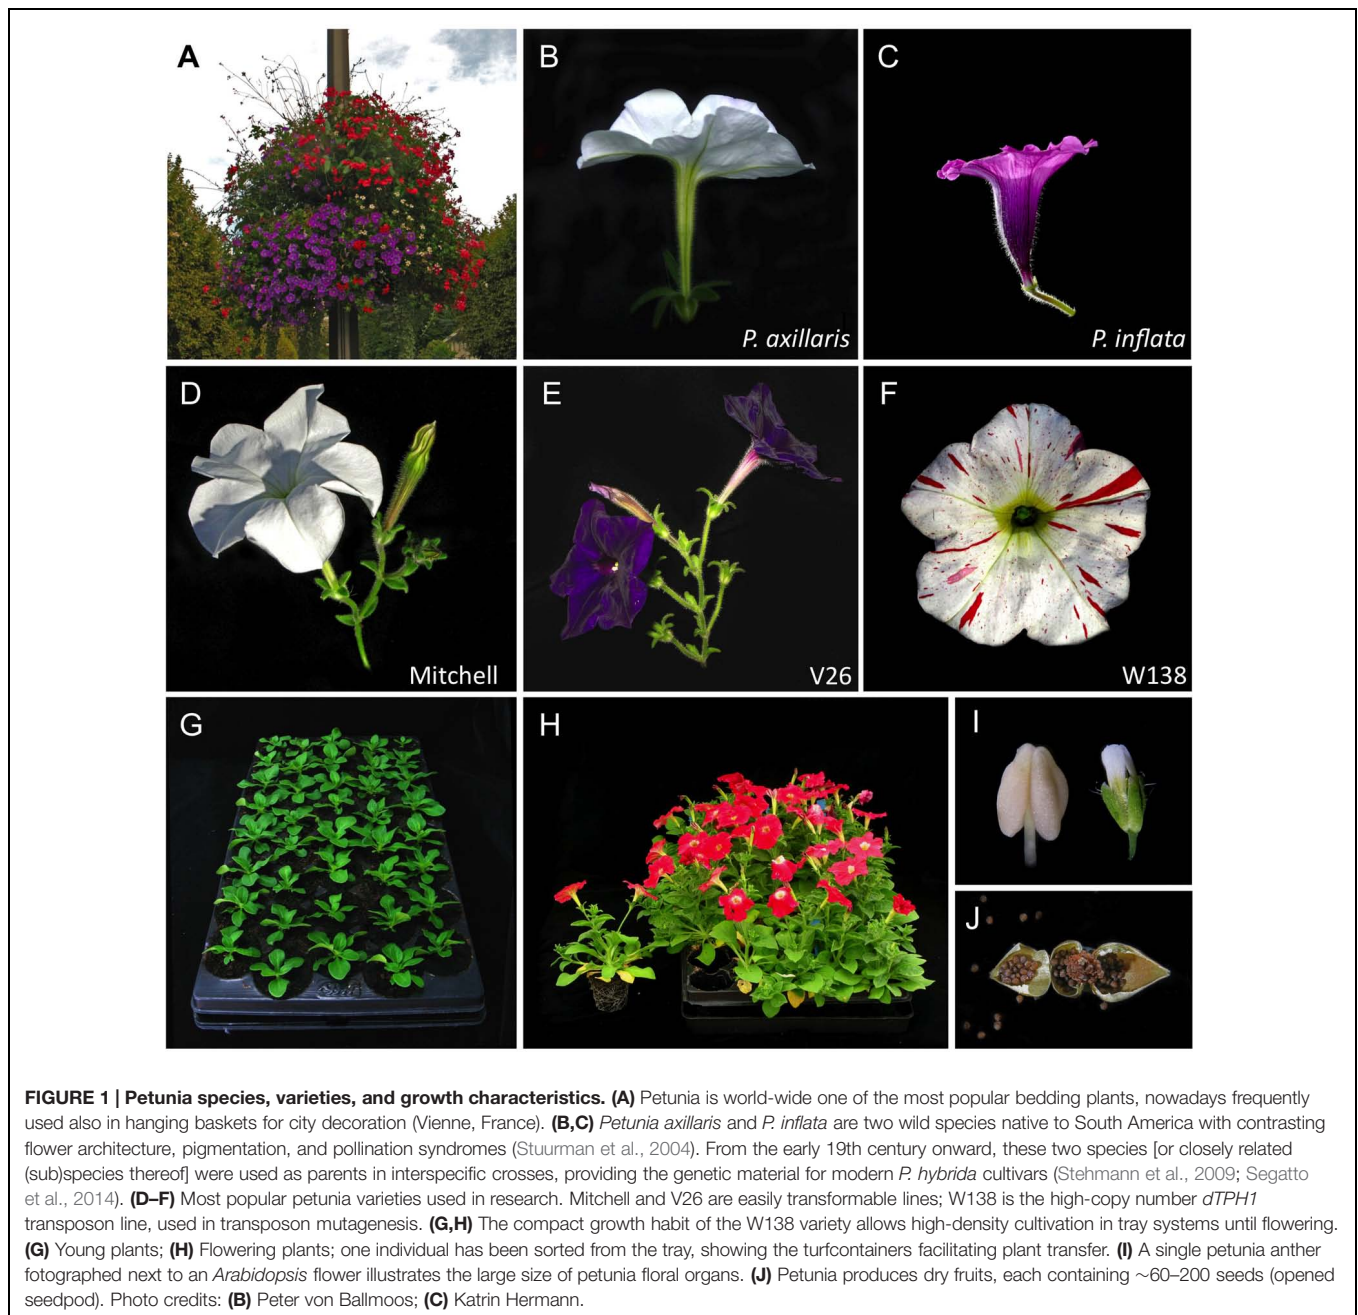 A
B
C
P. axillaris
P. inflata
D
E
F
Mitchell
V26
W138
G
H
I
J
FIGURE 1 | Petunia species, varieties, and growth characteristics. (A) Petunia is world-wide one of the most popular bedding plants, nowadays frequently
used also in hanging baskets for city decoration (Vienne, France). (B,C) Petunia axillaris and P. inflata are two wild species native to South America with contrasting
flower architecture, pigmentation, and pollination syndromes (Stuurman et al., 2004). From the early 19th century onward, these two species [or closely related
(sub)species thereof] were used as parents in interspecific crosses, providing the genetic material for modern P. hybrida cultivars (Stehmann et al., 2009; Segatto
et al., 2014). (D–F) Most popular petunia varieties used in research. Mitchell and V26 are easily transformable lines; W138 is the high-copy number dTPH1
transposon line, used in transposon mutagenesis. (G,H) The compact growth habit of the W138 variety allows high-density cultivation in tray systems until flowering.
(G) Young plants; (H) Flowering plants; one individual has been sorted from the tray, showing the turfcontainers facilitating plant transfer. (I) A single petunia anther
fotographed next to an Arabidopsis flower illustrates the large size of petunia floral organs. (J) Petunia produces dry fruits, each containing ~60–200 seeds (opened
seedpod). Photo credits: (B) Peter von Ballmoos; (C) Katrin Hermann.